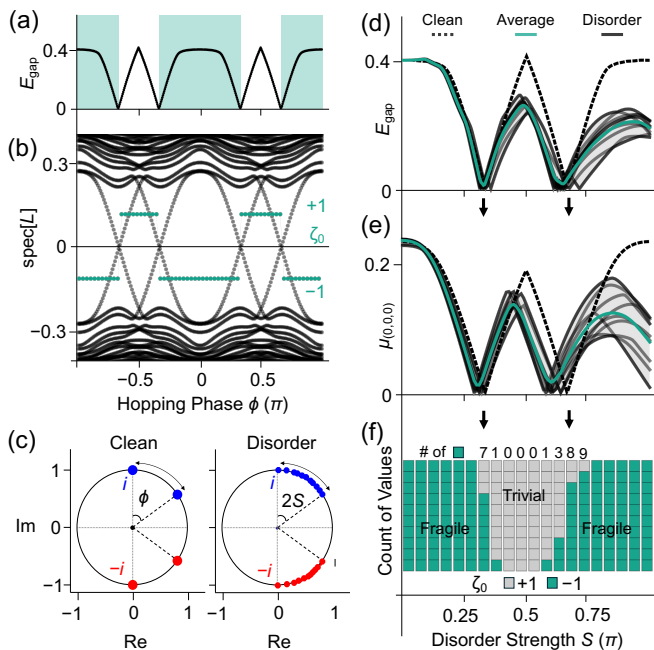 (a)
E_gap
0.4
0
(b)
spec[L]
0.3
0
−0.3
+1
ζ₀
−1
−0.5
0
0.5
Hopping Phase ϕ (π)
(c)
Clean
Disorder
Im
1
0
−1
i
ϕ
−i
i
2S
−i
0
1
0
1
Re
Re
(d)
Clean
Average
Disorder
E_gap
0.4
0
(e)
μ_(0,0,0)
0.2
0
(f)
# of
7 1 0 0 0 1 3 8 9
Count of Values
Fragile
Trivial
Fragile
ζ₀
+1
−1
0.25
0.5
0.75
Disorder Strength S (π)